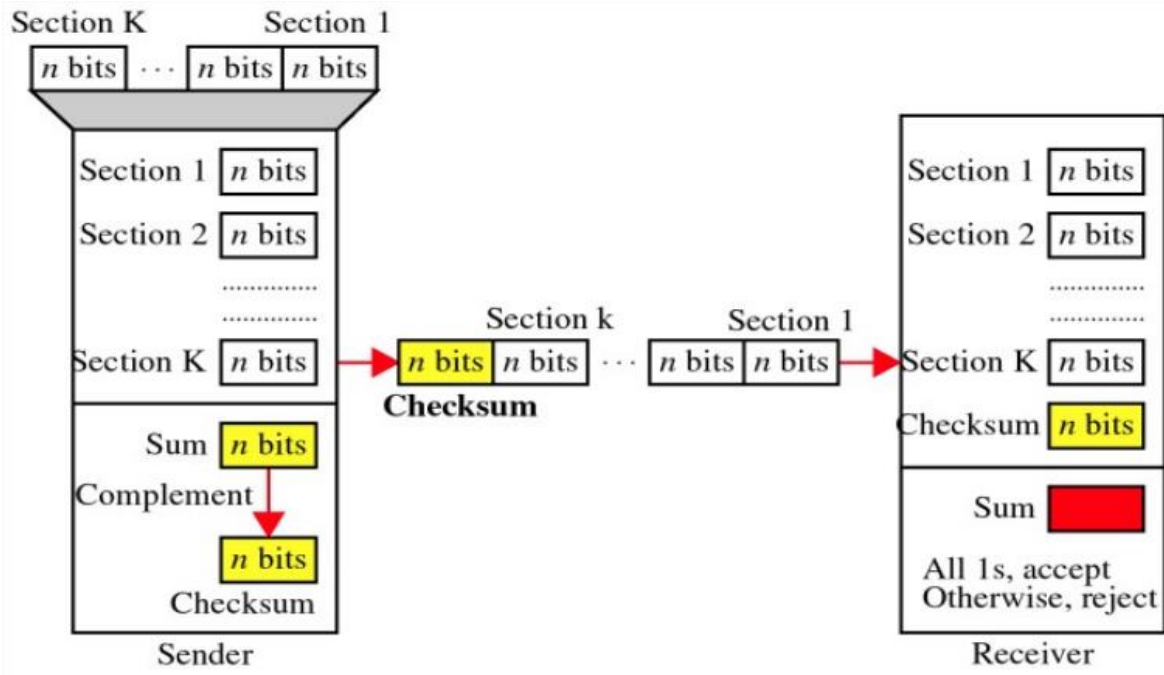 Section K Section 1
n bits ... n bits n bits
Section 1 n bits
Section 2 n bits
Section K n bits
Sum n bits
Complement
n bits
Checksum
Sender
Section k Section 1
n bits n bits ... n bits n bits
Checksum
Section 1 n bits
Section 2 n bits
Section K n bits
Checksum n bits
Sum
All 1s, accept
Otherwise, reject
Receiver